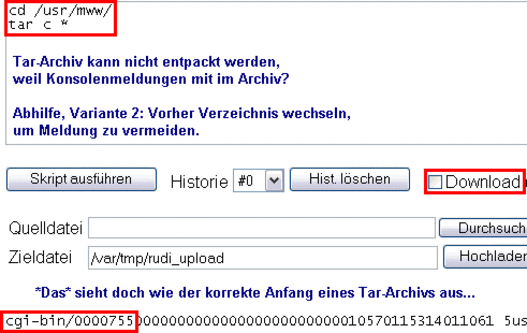 cd /usr/mww/
tar c *
Tar-Archiv kann nicht entpackt werden,
weil Konsolenmeldungen mit im Archiv?
Abhilfe, Variante 2: Vorher Verzeichnis wechseln,
um Meldung zu vermeiden.
Skript ausführen Historie #0 Hist. löschen Download
Quelldatei Durchsuch
Zieldatei /var/tmp/rudi_upload Hochladen
*Das* sieht doch wie der korrekte Anfang eines Tar-Archivs aus...
cgi-bin/0000755000000000000000000000000010570115314011061 5us